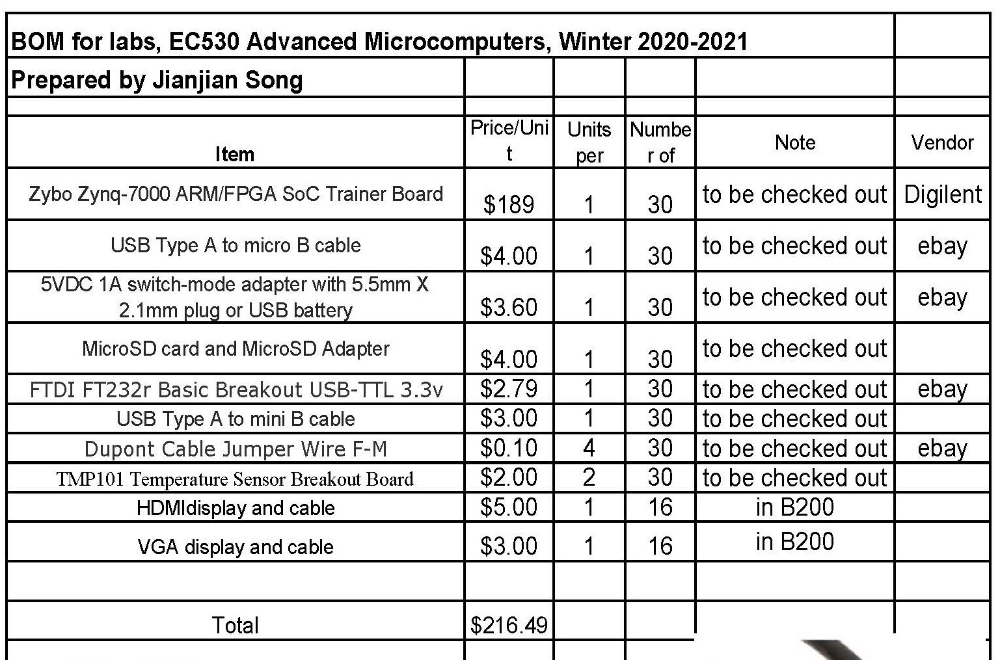 BOM for labs, EC530 Advanced Microcomputers, Winter 2020-2021
Prepared by Jianjian Song
Item Price/Uni t Units per Numbe r of Note Vendor
Zybo Zynq-7000 ARM/FPGA SoC Trainer Board $189 1 30 to be checked out Digilent
USB Type A to micro B cable $4.00 1 30 to be checked out ebay
5VDC 1A switch-mode adapter with 5.5mm X
2.1mm plug or USB battery $3.60 1 30 to be checked out ebay
MicroSD card and MicroSD Adapter $4.00 1 30 to be checked out
FTDI FT232r Basic Breakout USB-TTL 3.3v $2.79 1 30 to be checked out ebay
USB Type A to mini B cable $3.00 1 30 to be checked out
Dupont Cable Jumper Wire F-M $0.10 4 30 to be checked out ebay
TMP101 Temperature Sensor Breakout Board $2.00 2 30 to be checked out
HDMIdisplay and cable $5.00 1 16 in B200
VGA display and cable $3.00 1 16 in B200
Total $216.49